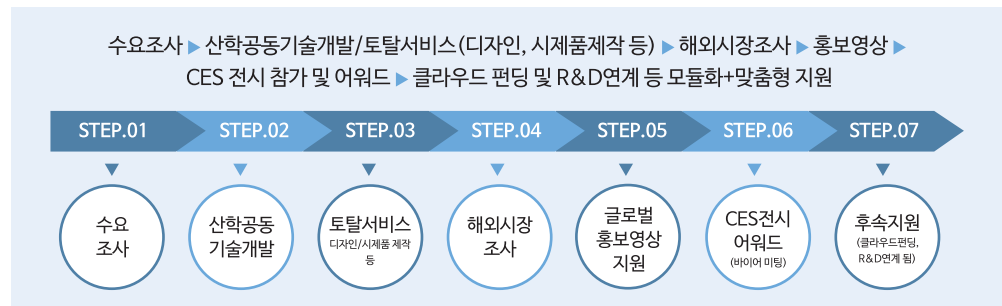 수요조사 ▶ 산학공동기술개발/토탈서비스(디자인, 시제품제작 등) ▶ 해외시장조사 ▶ 홍보영상 ▶
CES 전시 참가 및 어워드 ▶ 클라우드 펀딩 및 R&D연계 등 모듈화+맞춤형 지원
STEP.01 STEP.02 STEP.03 STEP.04 STEP.05 STEP.06 STEP.07
수요
조사
산학공동
기술개발
토탈서비스
디자인/시제품 제작
등
해외시장
조사
글로벌
홍보영상
지원
CES전시
어워드
(바이어 미팅)
후속지원
(클라우드펀딩,
R&D연계 됨)